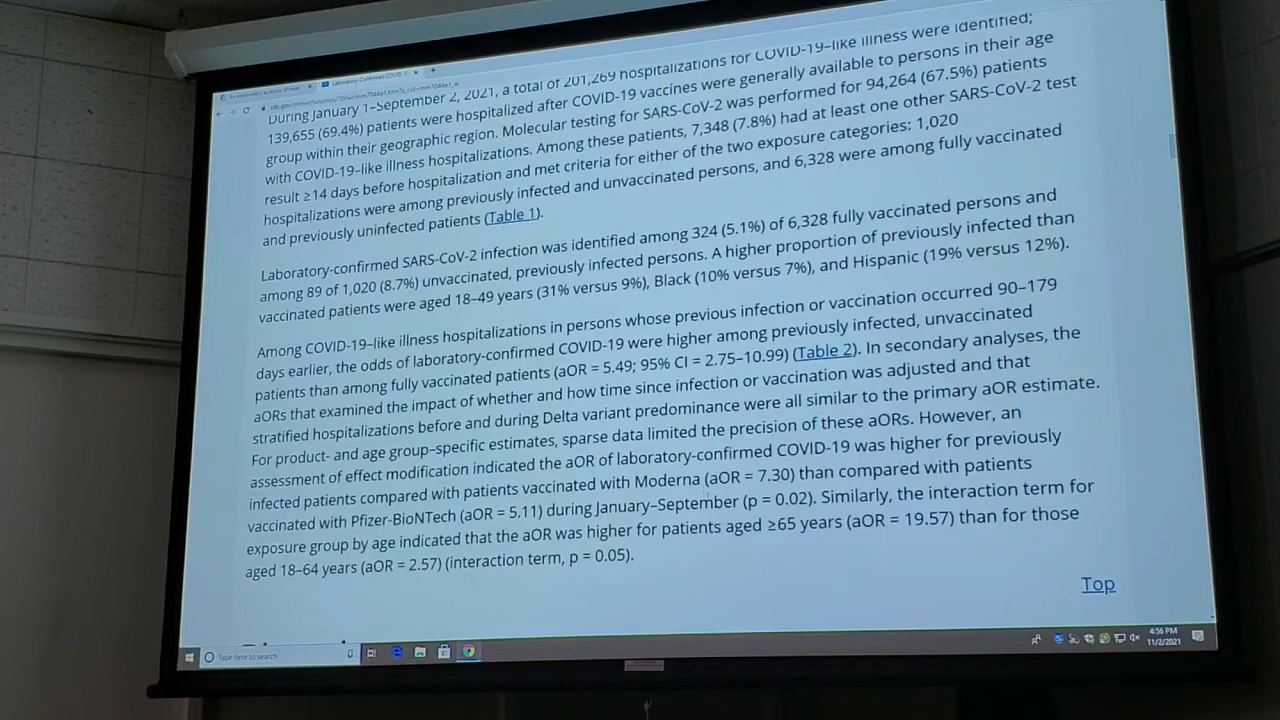 Laboratory-Confirmed COVID-1
During January 1–September 2, 2021, a total of 201,269 hospitalizations for COVID-19–like illness were identified;
139,655 (69.4%) patients were hospitalized after COVID-19 vaccines were generally available to persons in their age
group within their geographic region. Molecular testing for SARS-CoV-2 was performed for 94,264 (67.5%) patients
with COVID-19–like illness hospitalizations. Among these patients, 7,348 (7.8%) had at least one other SARS-CoV-2 test
result ≥14 days before hospitalization and met criteria for either of the two exposure categories: 1,020
hospitalizations were among previously infected and unvaccinated persons, and 6,328 were among fully vaccinated
and previously uninfected patients (Table 1).
Laboratory-confirmed SARS-CoV-2 infection was identified among 324 (5.1%) of 6,328 fully vaccinated persons and
among 89 of 1,020 (8.7%) unvaccinated, previously infected persons. A higher proportion of previously infected than
vaccinated patients were aged 18–49 years (31% versus 9%), Black (10% versus 7%), and Hispanic (19% versus 12%).
Among COVID-19–like illness hospitalizations in persons whose previous infection or vaccination occurred 90–179
days earlier, the odds of laboratory-confirmed COVID-19 were higher among previously infected, unvaccinated
patients than among fully vaccinated patients (aOR = 5.49; 95% CI = 2.75–10.99) (Table 2). In secondary analyses, the
aORs that examined the impact of whether and how time since infection or vaccination was adjusted and that
stratified hospitalizations before and during Delta variant predominance were all similar to the primary aOR estimate.
For product- and age group–specific estimates, sparse data limited the precision of these aORs. However, an
assessment of effect modification indicated the aOR of laboratory-confirmed COVID-19 was higher for previously
infected patients compared with patients vaccinated with Moderna (aOR = 7.30) than compared with patients
vaccinated with Pfizer-BioNTech (aOR = 5.11) during January–September (p = 0.02). Similarly, the interaction term for
exposure group by age indicated that the aOR was higher for patients aged ≥65 years (aOR = 19.57) than for those
aged 18–64 years (aOR = 2.57) (interaction term, p = 0.05).
Top
Type here to search
4:56 PM
11/2/2021